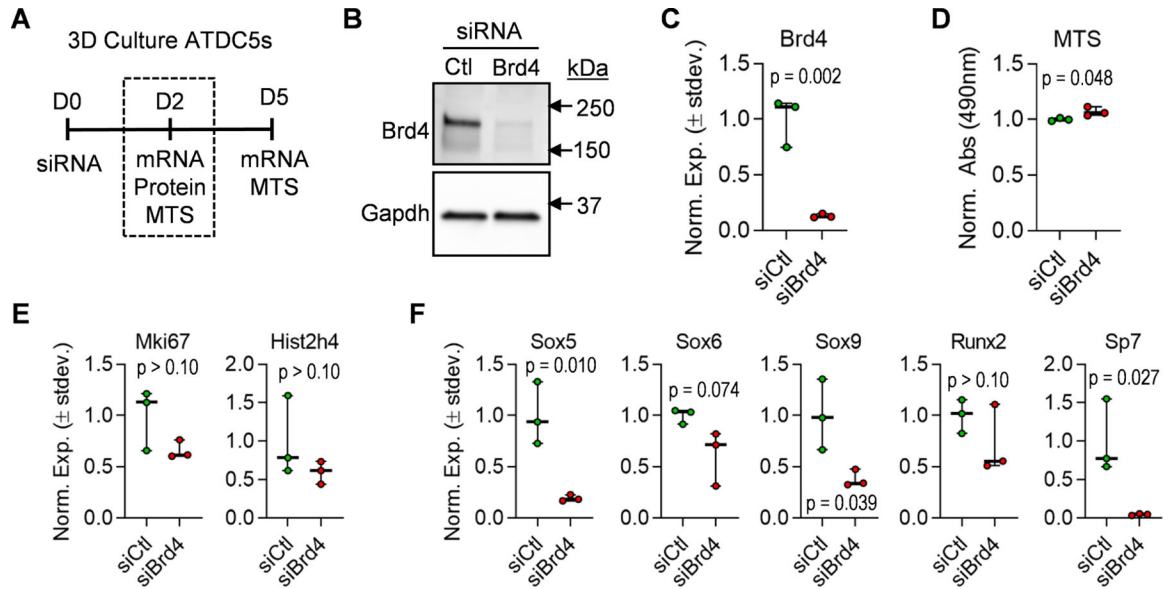 A
3D Culture ATDC5s
D0 D2 D5
siRNA mRNA mRNA
Protein MTS
MTS
B
siRNA
Ctl Brd4 kDa
Brd4
250
150
Gapdh
37
C
Brd4
p = 0.002
Norm. Exp. (± stdev.)
1.5
1.0
0.5
0.0
siCtl
siBrd4
D
MTS
p = 0.048
Norm. Abs (490nm)
1.5
1.0
0.5
0.0
siCtl
siBrd4
E
Mki67
p > 0.10
Norm. Exp. (± stdev.)
1.5
1.0
0.5
0.0
siCtl
siBrd4
Hist2h4
p > 0.10
2.0
1.5
1.0
0.5
0.0
siCtl
siBrd4
F
Sox5
p = 0.010
Norm. Exp. (± stdev.)
1.5
1.0
0.5
0.0
siCtl
siBrd4
Sox6
p = 0.074
1.5
1.0
0.5
0.0
siCtl
siBrd4
Sox9
1.5
1.0
0.5
0.0
p = 0.039
siCtl
siBrd4
Runx2
p > 0.10
1.5
1.0
0.5
0.0
siCtl
siBrd4
Sp7
p = 0.027
2.0
1.5
1.0
0.5
0.0
siCtl
siBrd4